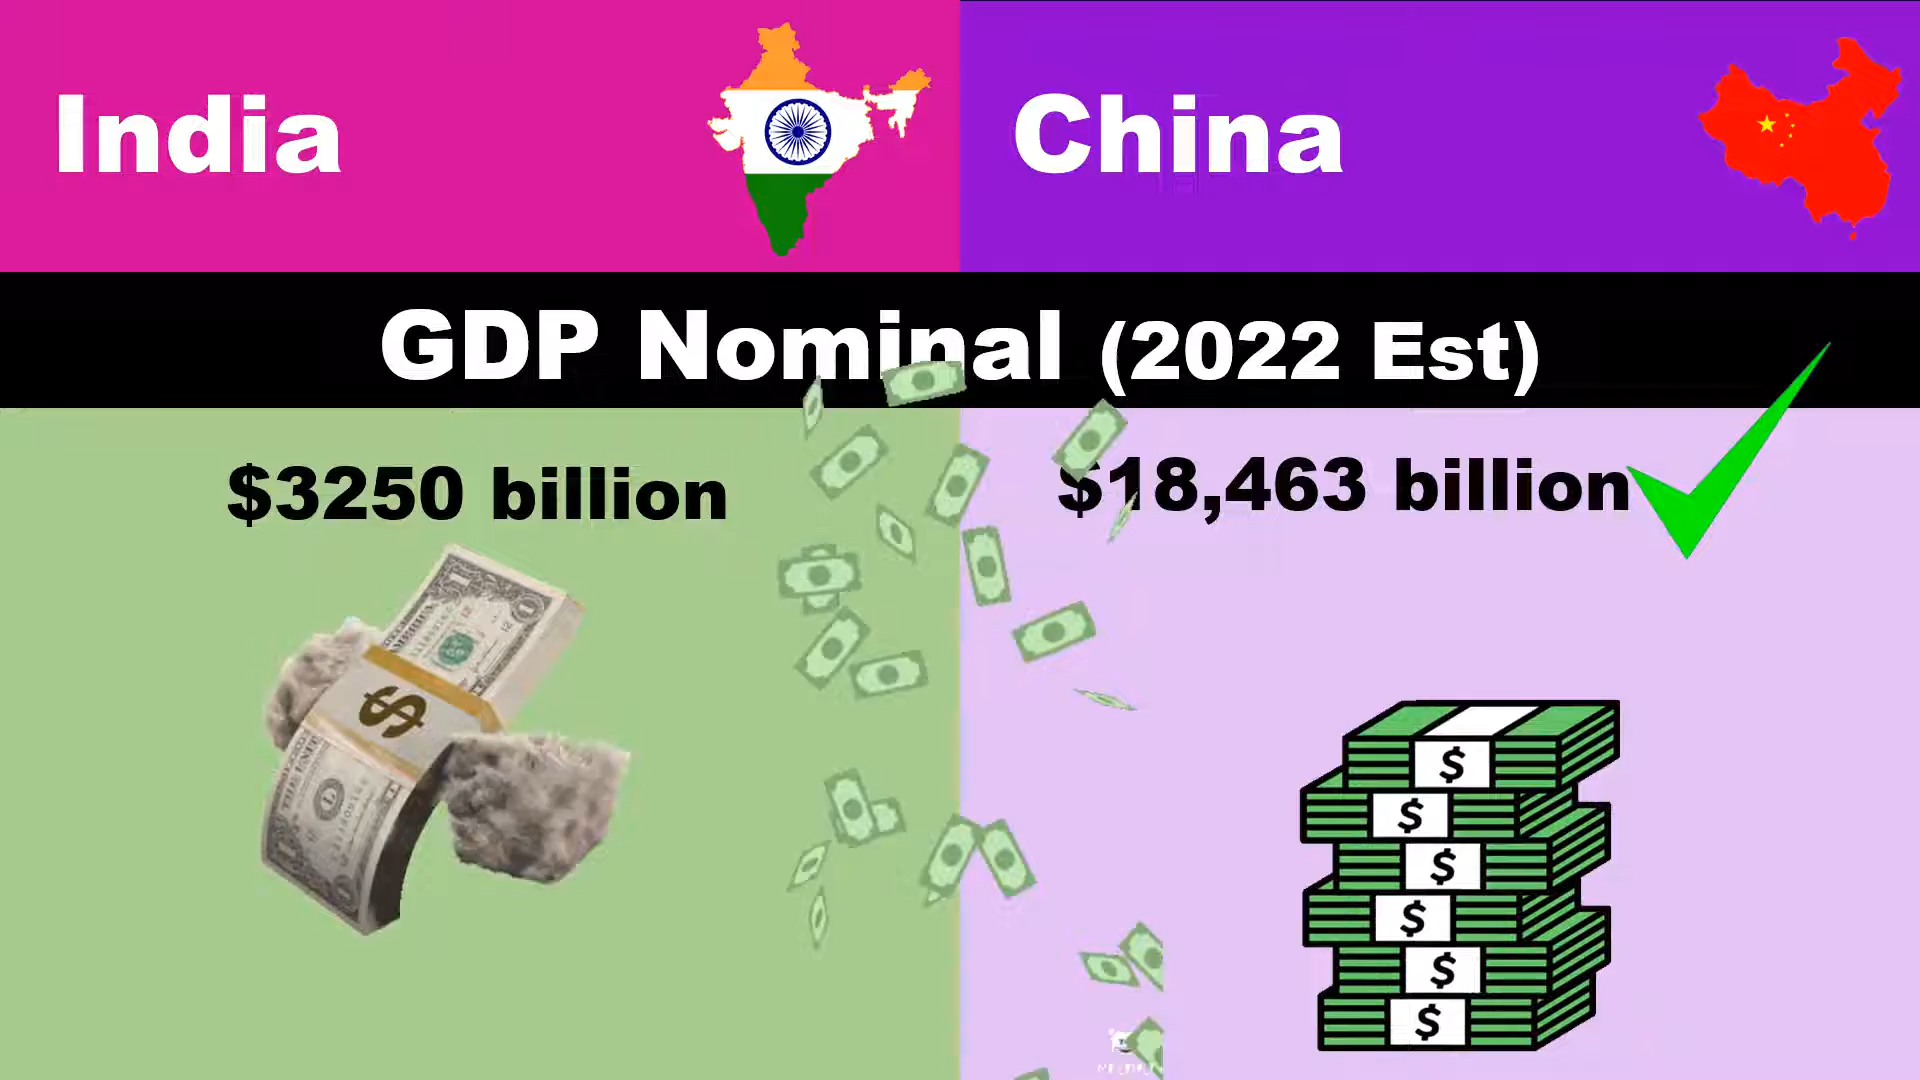 India
China
GDP Nominal (2022 Est)
$3250 billion
$18,463 billion
$
$
$
$
$
$
$